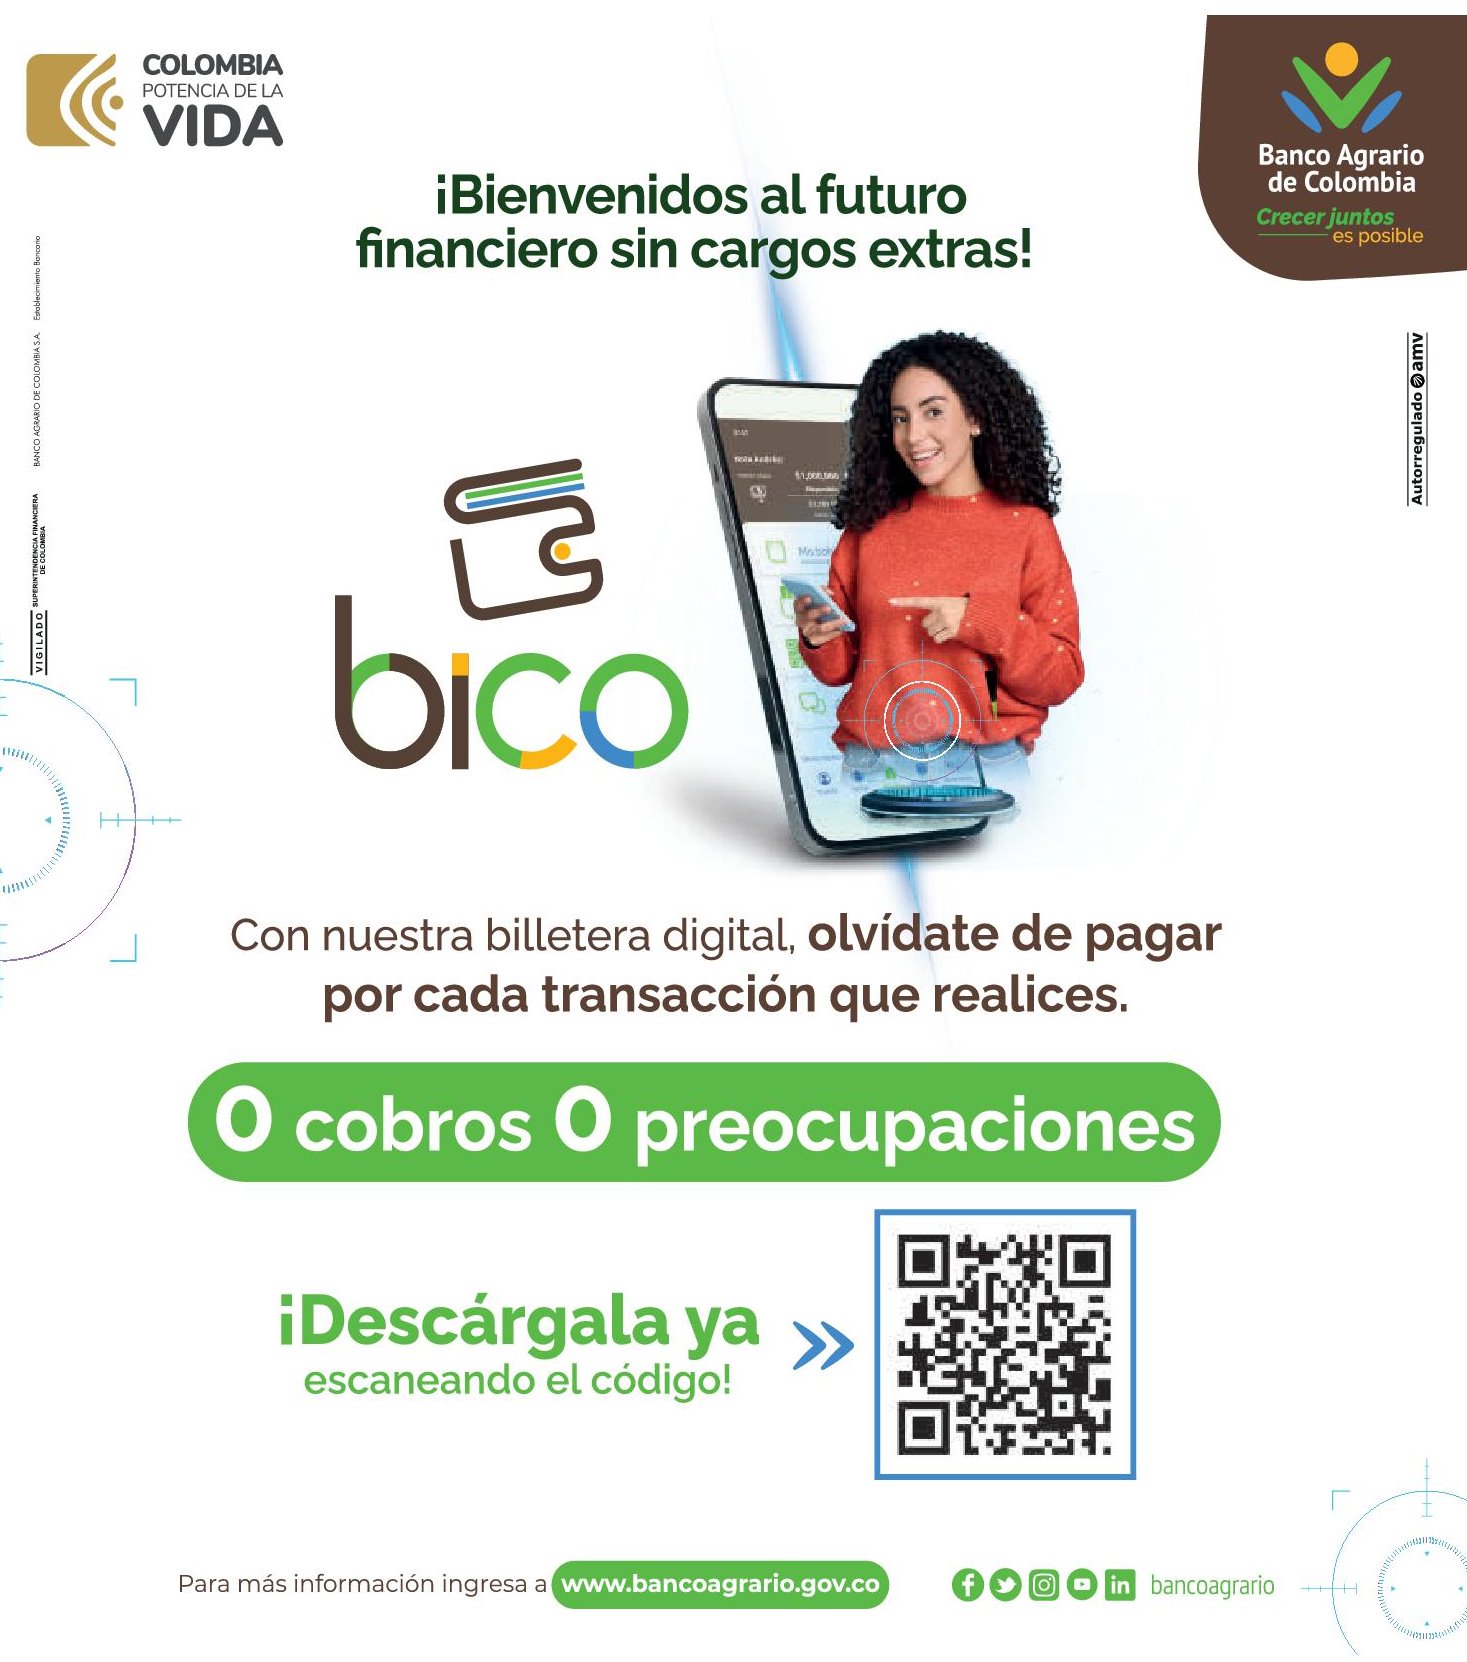 COLOMBIA
POTENCIA DE LA
VIDA
Banco Agrario
de Colombia
Crecer juntos
es posible
¡Bienvenidos al futuro
financiero sin cargos extras!
VIGILADO
SUPERINTENDENCIA FINANCIERA
DE COLOMBIA
BANCO AGRARIO DE COLOMBIA S.A.
Establecimiento Bancario
Autorregulado amv
bico
Con nuestra billetera digital, olvídate de pagar
por cada transacción que realices.
0 cobros 0 preocupaciones
¡Descárgala ya
escaneando el código!
Para más información ingresa a www.bancoagrario.gov.co
bancoagrario